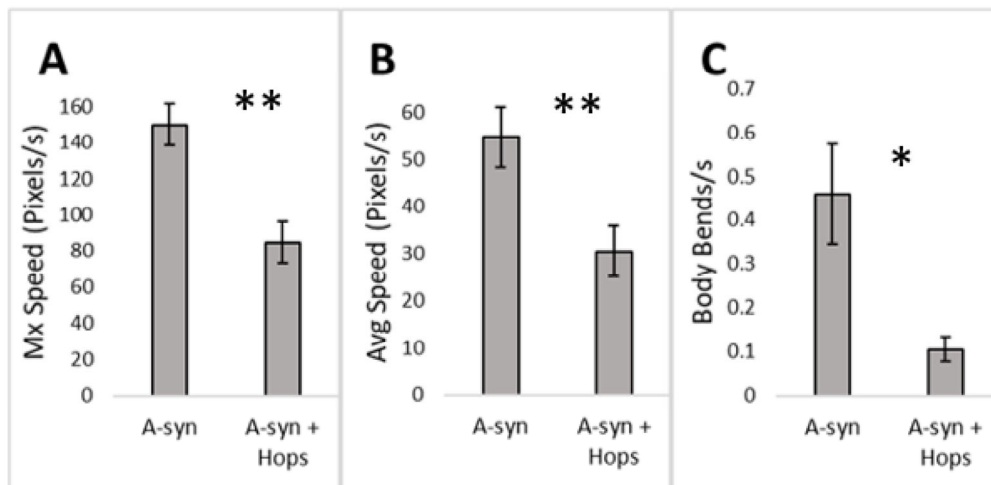 A
Mx Speed (Pixels/s)
160
140
120
100
80
60
40
20
0
**
A-syn
A-syn +
Hops
B
Avg Speed (Pixels/s)
60
50
40
30
20
10
0
**
A-syn
A-syn +
Hops
C
Body Bends/s
0.7
0.6
0.5
0.4
0.3
0.2
0.1
0
*
A-syn
A-syn +
Hops